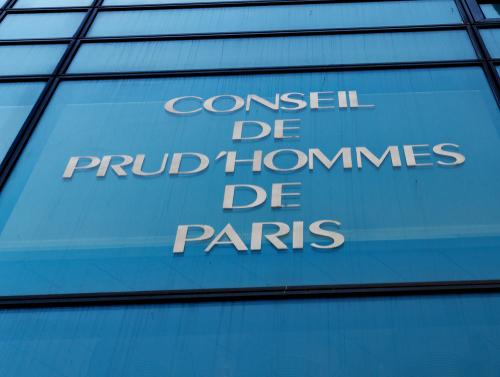 CONSEIL
DE
PRUD'HOMMES
DE
PARIS